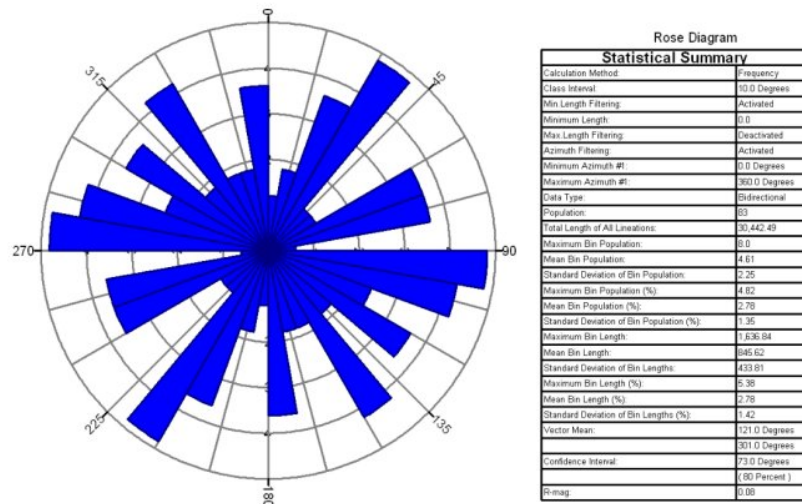 0
45
90
135
180
225
270
315
Rose Diagram
Statistical Summary
Calculation Method: Frequency
Class Interval: 10.0 Degrees
Min Length Filtering: Activated
Minimum Length: 0.0
Max.Length Filtering: Deactivated
Azimuth Filtering: Activated
Minimum Azimuth #1: 0.0 Degrees
Maximum Azimuth #1: 360.0 Degrees
Data Type: Bidirectional
Population: 83
Total Length of All Lineations: 30,442.49
Maximum Bin Population: 8.0
Mean Bin Population: 4.61
Standard Deviation of Bin Population: 2.25
Maximum Bin Population (%): 4.82
Mean Bin Population (%): 2.78
Standard Deviation of Bin Population (%): 1.35
Maximum Bin Length: 1,636.84
Mean Bin Length: 845.62
Standard Deviation of Bin Lengths: 433.81
Maximum Bin Length (%): 5.38
Mean Bin Length (%): 2.78
Standard Deviation of Bin Lengths (%): 1.42
Vector Mean: 121.0 Degrees
301.0 Degrees
Confidence Interval: 73.0 Degrees
( 80 Percent )
R-mag: 0.08